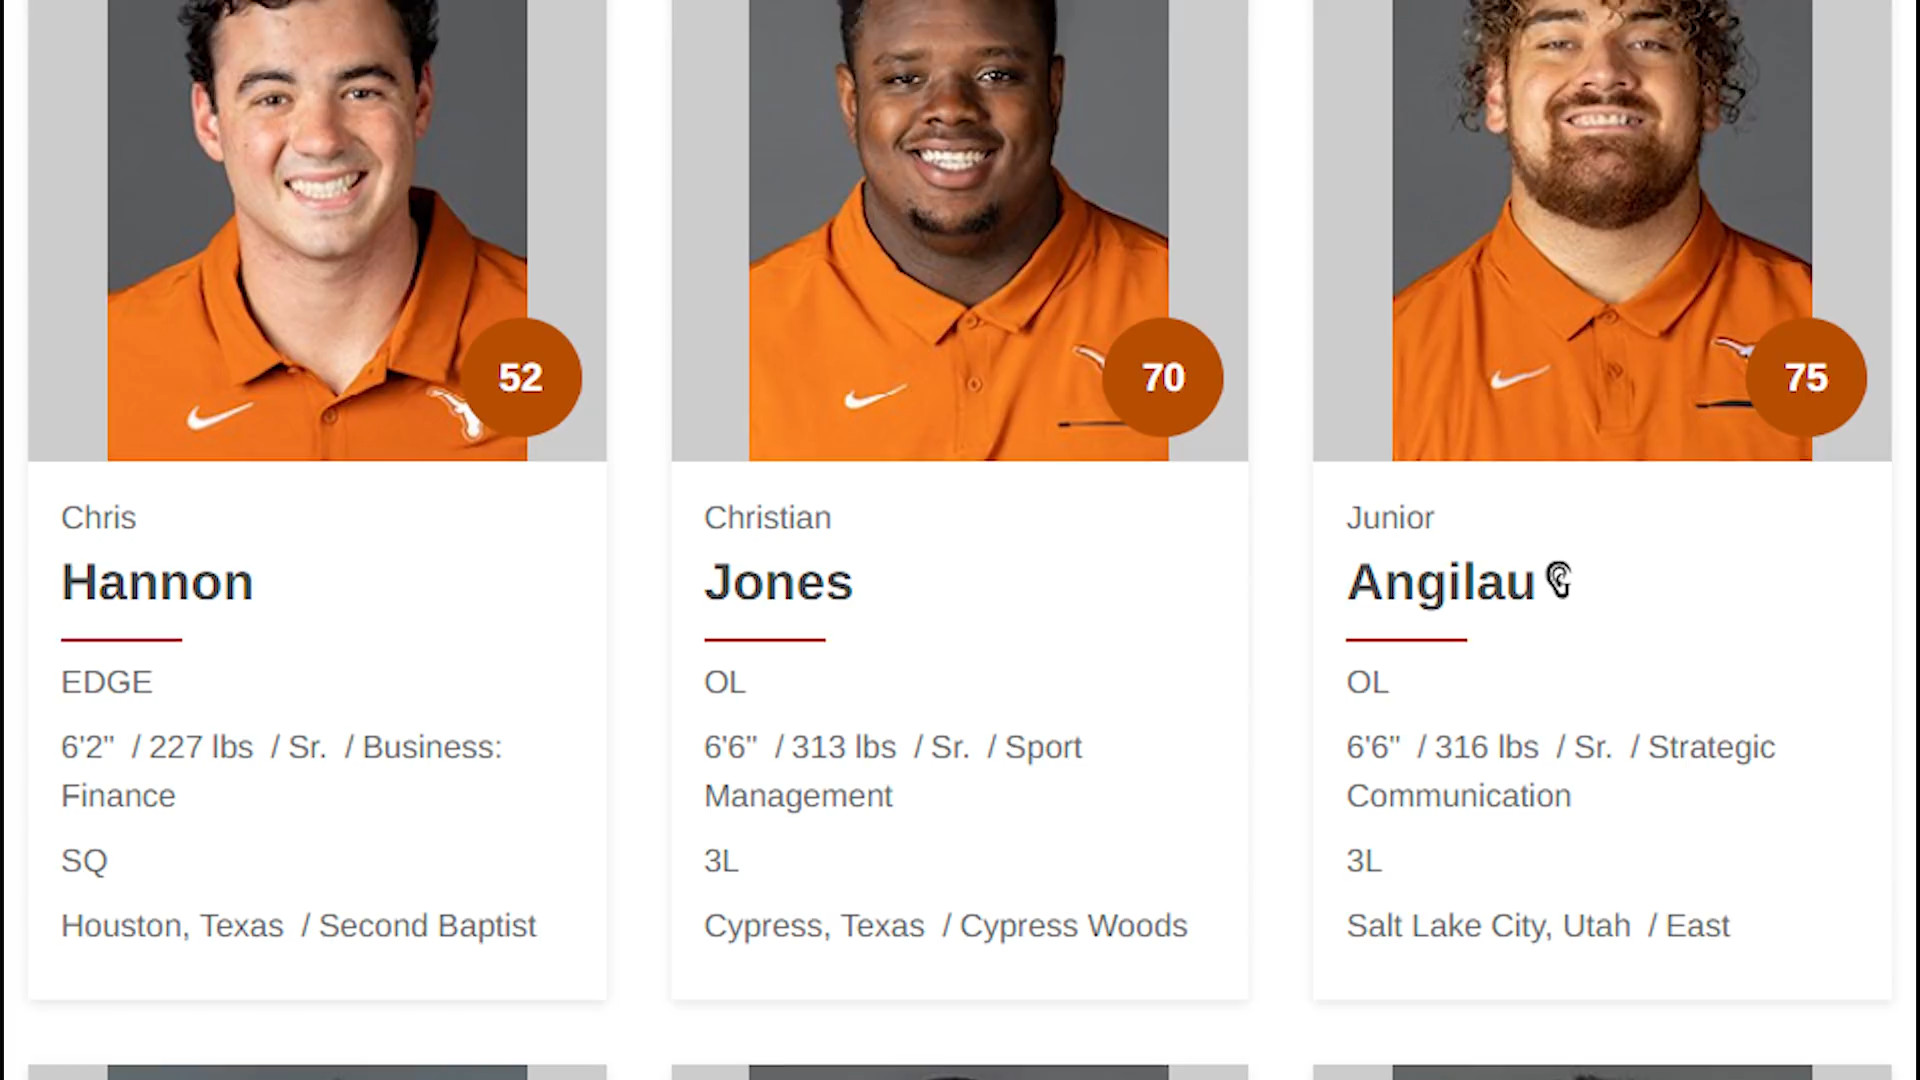 52
70
75
Chris
Hannon
EDGE
6'2" / 227 lbs / Sr. / Business:
Finance
SQ
Houston, Texas / Second Baptist
Christian
Jones
OL
6'6" / 313 lbs / Sr. / Sport
Management
3L
Cypress, Texas / Cypress Woods
Junior
Angilau
OL
6'6" / 316 lbs / Sr. / Strategic
Communication
3L
Salt Lake City, Utah / East